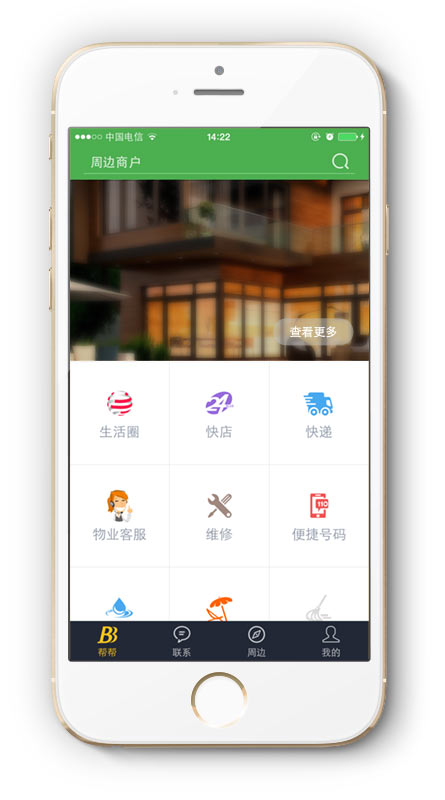 中国电信 14:22
周边商户
查看更多
生活圈 快店 快递
24
物业客服 维修 便捷号码
110
BB
帮帮 联系 周边 我的